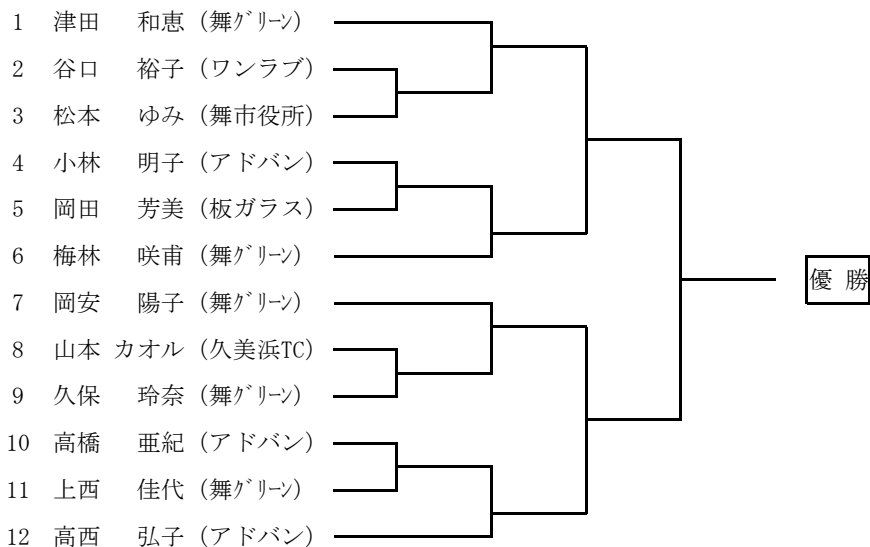 1 津田 和恵 (舞グリーン)
2 谷口 裕子 (ワンラブ)
3 松本 ゆみ (舞市役所)
4 小林 明子 (アドバン)
5 岡田 芳美 (板ガラス)
6 梅林 咲甫 (舞グリーン)
7 岡安 陽子 (舞グリーン)
優 勝
8 山本 カオル (久美浜TC)
9 久保 玲奈 (舞グリーン)
10 高橋 亜紀 (アドバン)
11 上西 佳代 (舞グリーン)
12 高西 弘子 (アドバン)